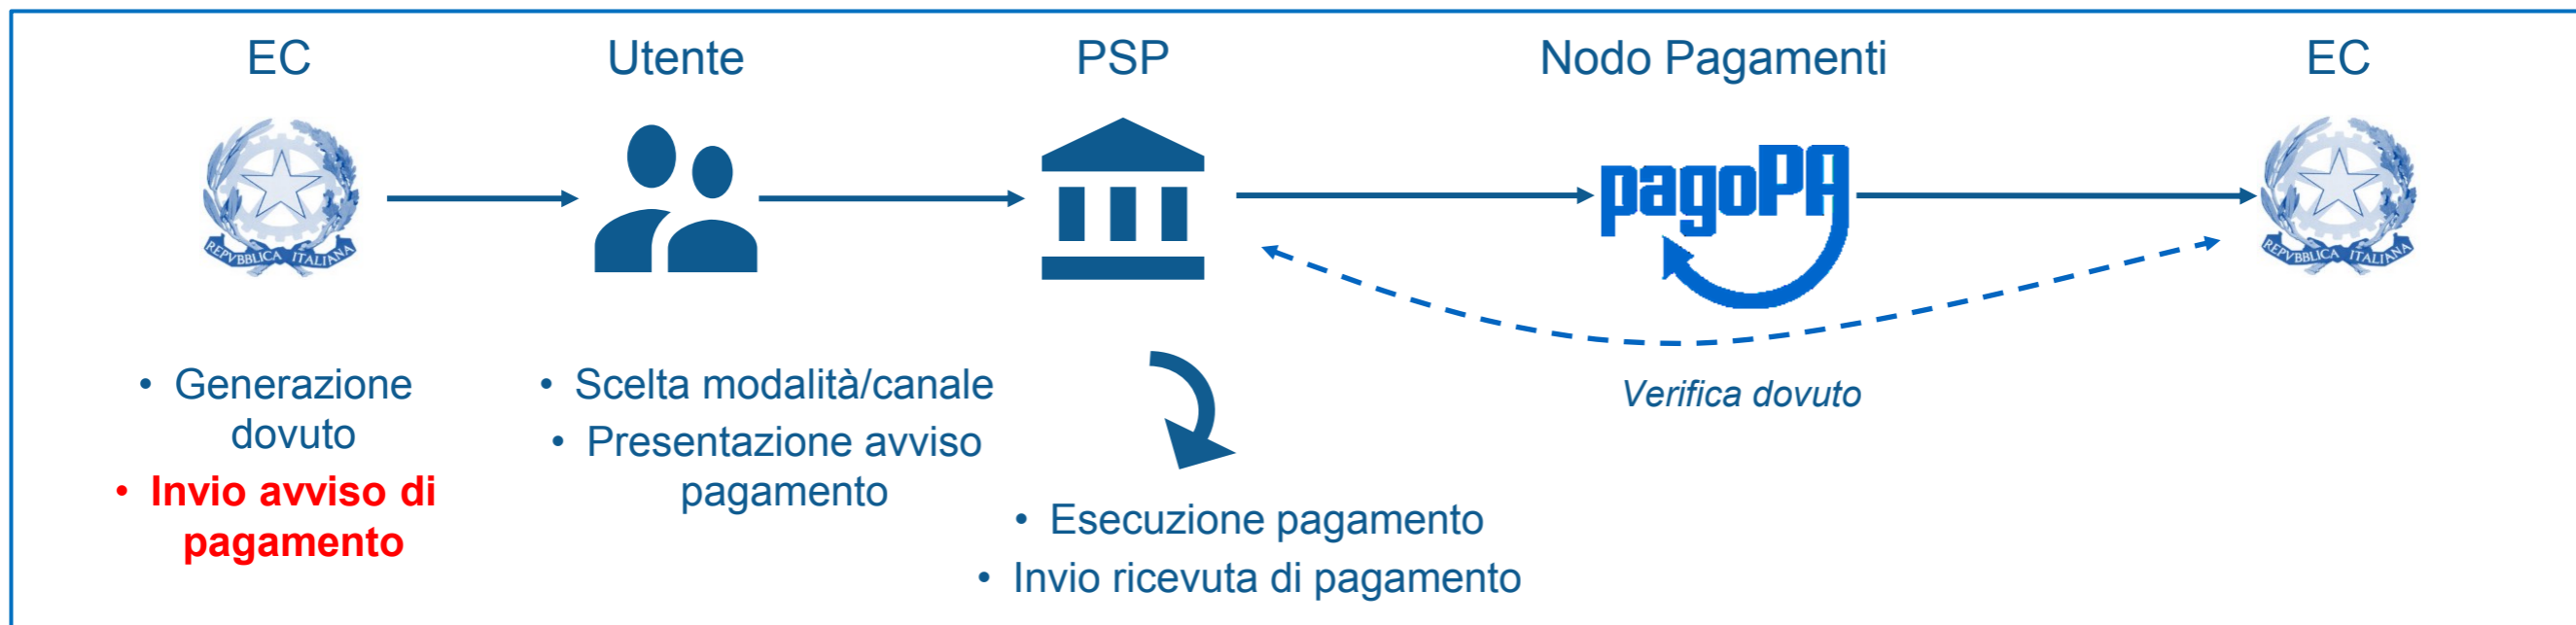 EC
Utente
PSP
Nodo Pagamenti
EC
REPVBBLICA ITALIANA
pagoPA
REPVBBLICA ITALIANA
• Generazione
dovuto
• Invio avviso di
pagamento
• Scelta modalità/canale
• Presentazione avviso
pagamento
Verifica dovuto
• Esecuzione pagamento
• Invio ricevuta di pagamento